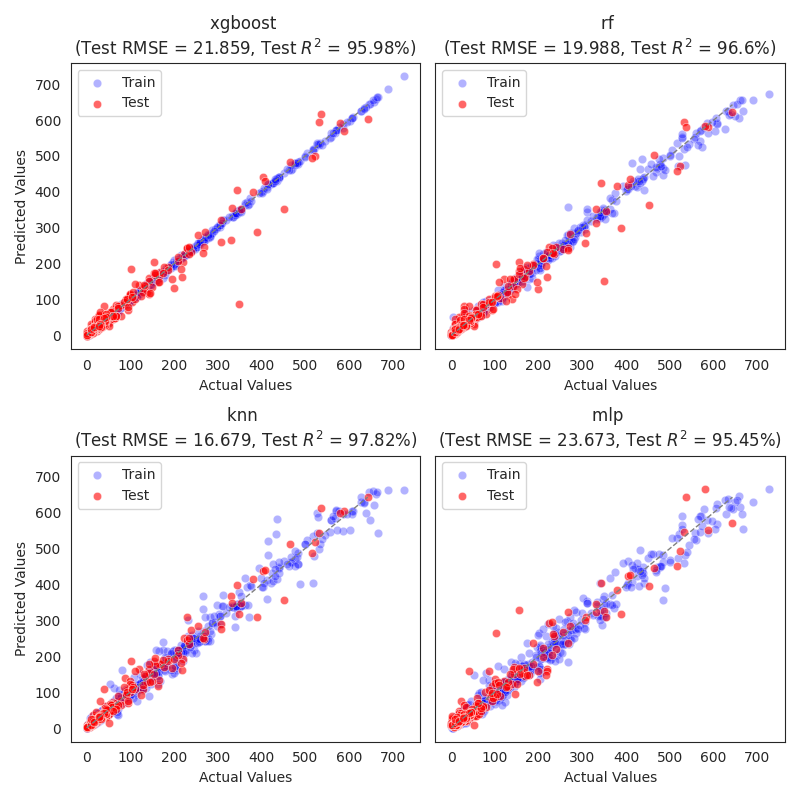 xgboost
(Test RMSE = 21.859, Test R² = 95.98%)
Train
Test
Predicted Values
700
600
500
400
300
200
100
0
0 100 200 300 400 500 600 700
Actual Values
rf
(Test RMSE = 19.988, Test R² = 96.6%)
Train
Test
0 100 200 300 400 500 600 700
Actual Values
knn
(Test RMSE = 16.679, Test R² = 97.82%)
Train
Test
Predicted Values
700
600
500
400
300
200
100
0
0 100 200 300 400 500 600 700
Actual Values
mlp
(Test RMSE = 23.673, Test R² = 95.45%)
Train
Test
0 100 200 300 400 500 600 700
Actual Values